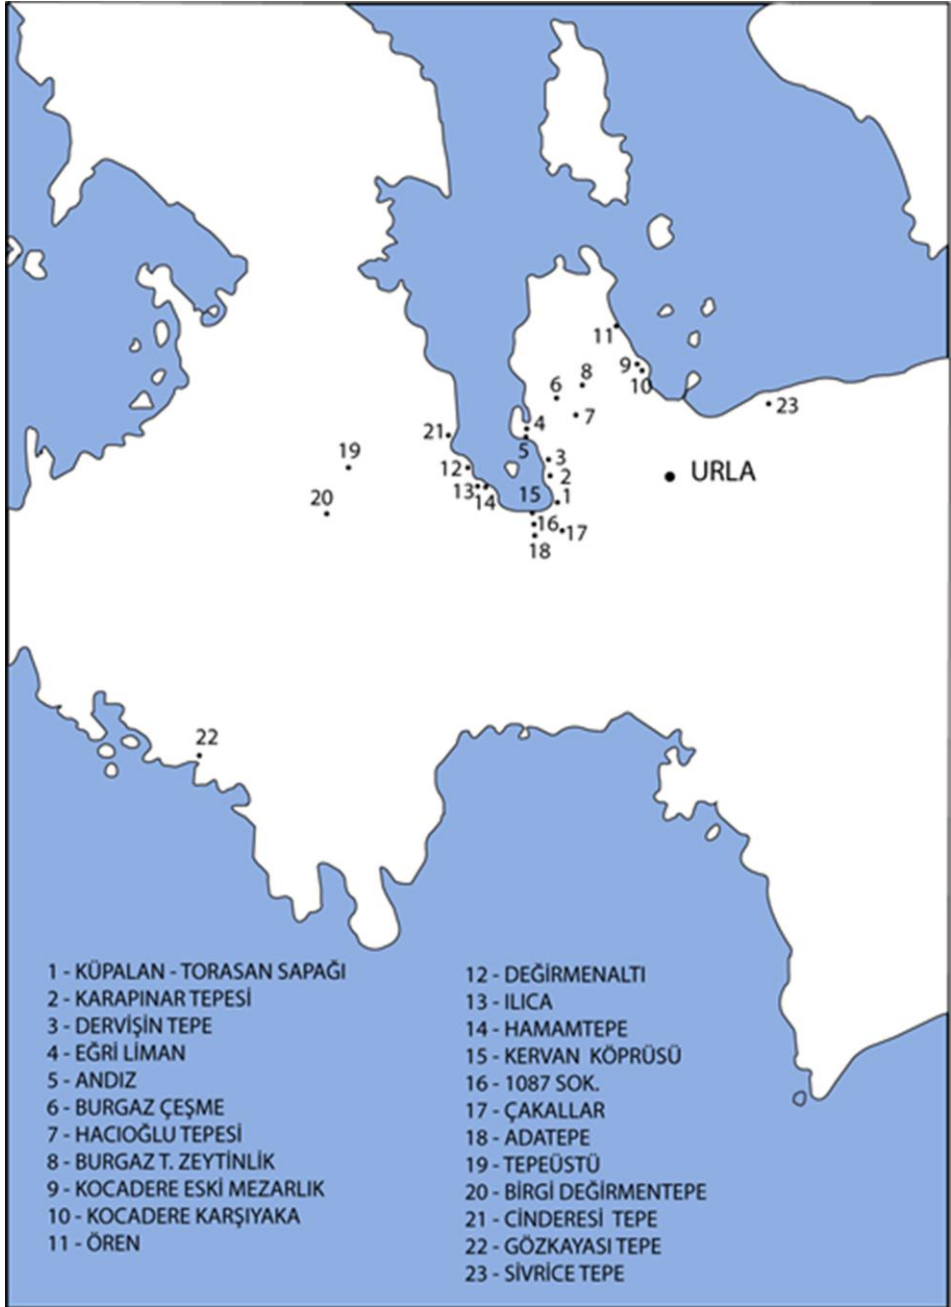 11
9
10
8
6
7
23
4
21
5
3
19
12
2
URLA
13
14
15
1
20
16
17
18
22
1 - KÜPALAN - TORASAN SAPAĞI
2 - KARAPINAR TEPESİ
3 - DERVİŞİN TEPE
4 - EĞRİ LİMAN
5 - ANDIZ
6 - BURGAZ ÇEŞME
7 - HACIOĞLU TEPESİ
8 - BURGAZ T. ZEYTİNLİK
9 - KOCADERE ESKİ MEZARLIK
10 - KOCADERE KARŞIYAKA
11 - ÖREN
12 - DEĞİRMENALTI
13 - ILICA
14 - HAMAMTEPE
15 - KERVAN KÖPRÜSÜ
16 - 1087 SOK.
17 - ÇAKALLAR
18 - ADATEPE
19 - TEPEÜSTÜ
20 - BİRGİ DEĞİRMENTEPE
21 - CİNDERESİ TEPE
22 - GÖZKAYASI TEPE
23 - SİVRİCE TEPE